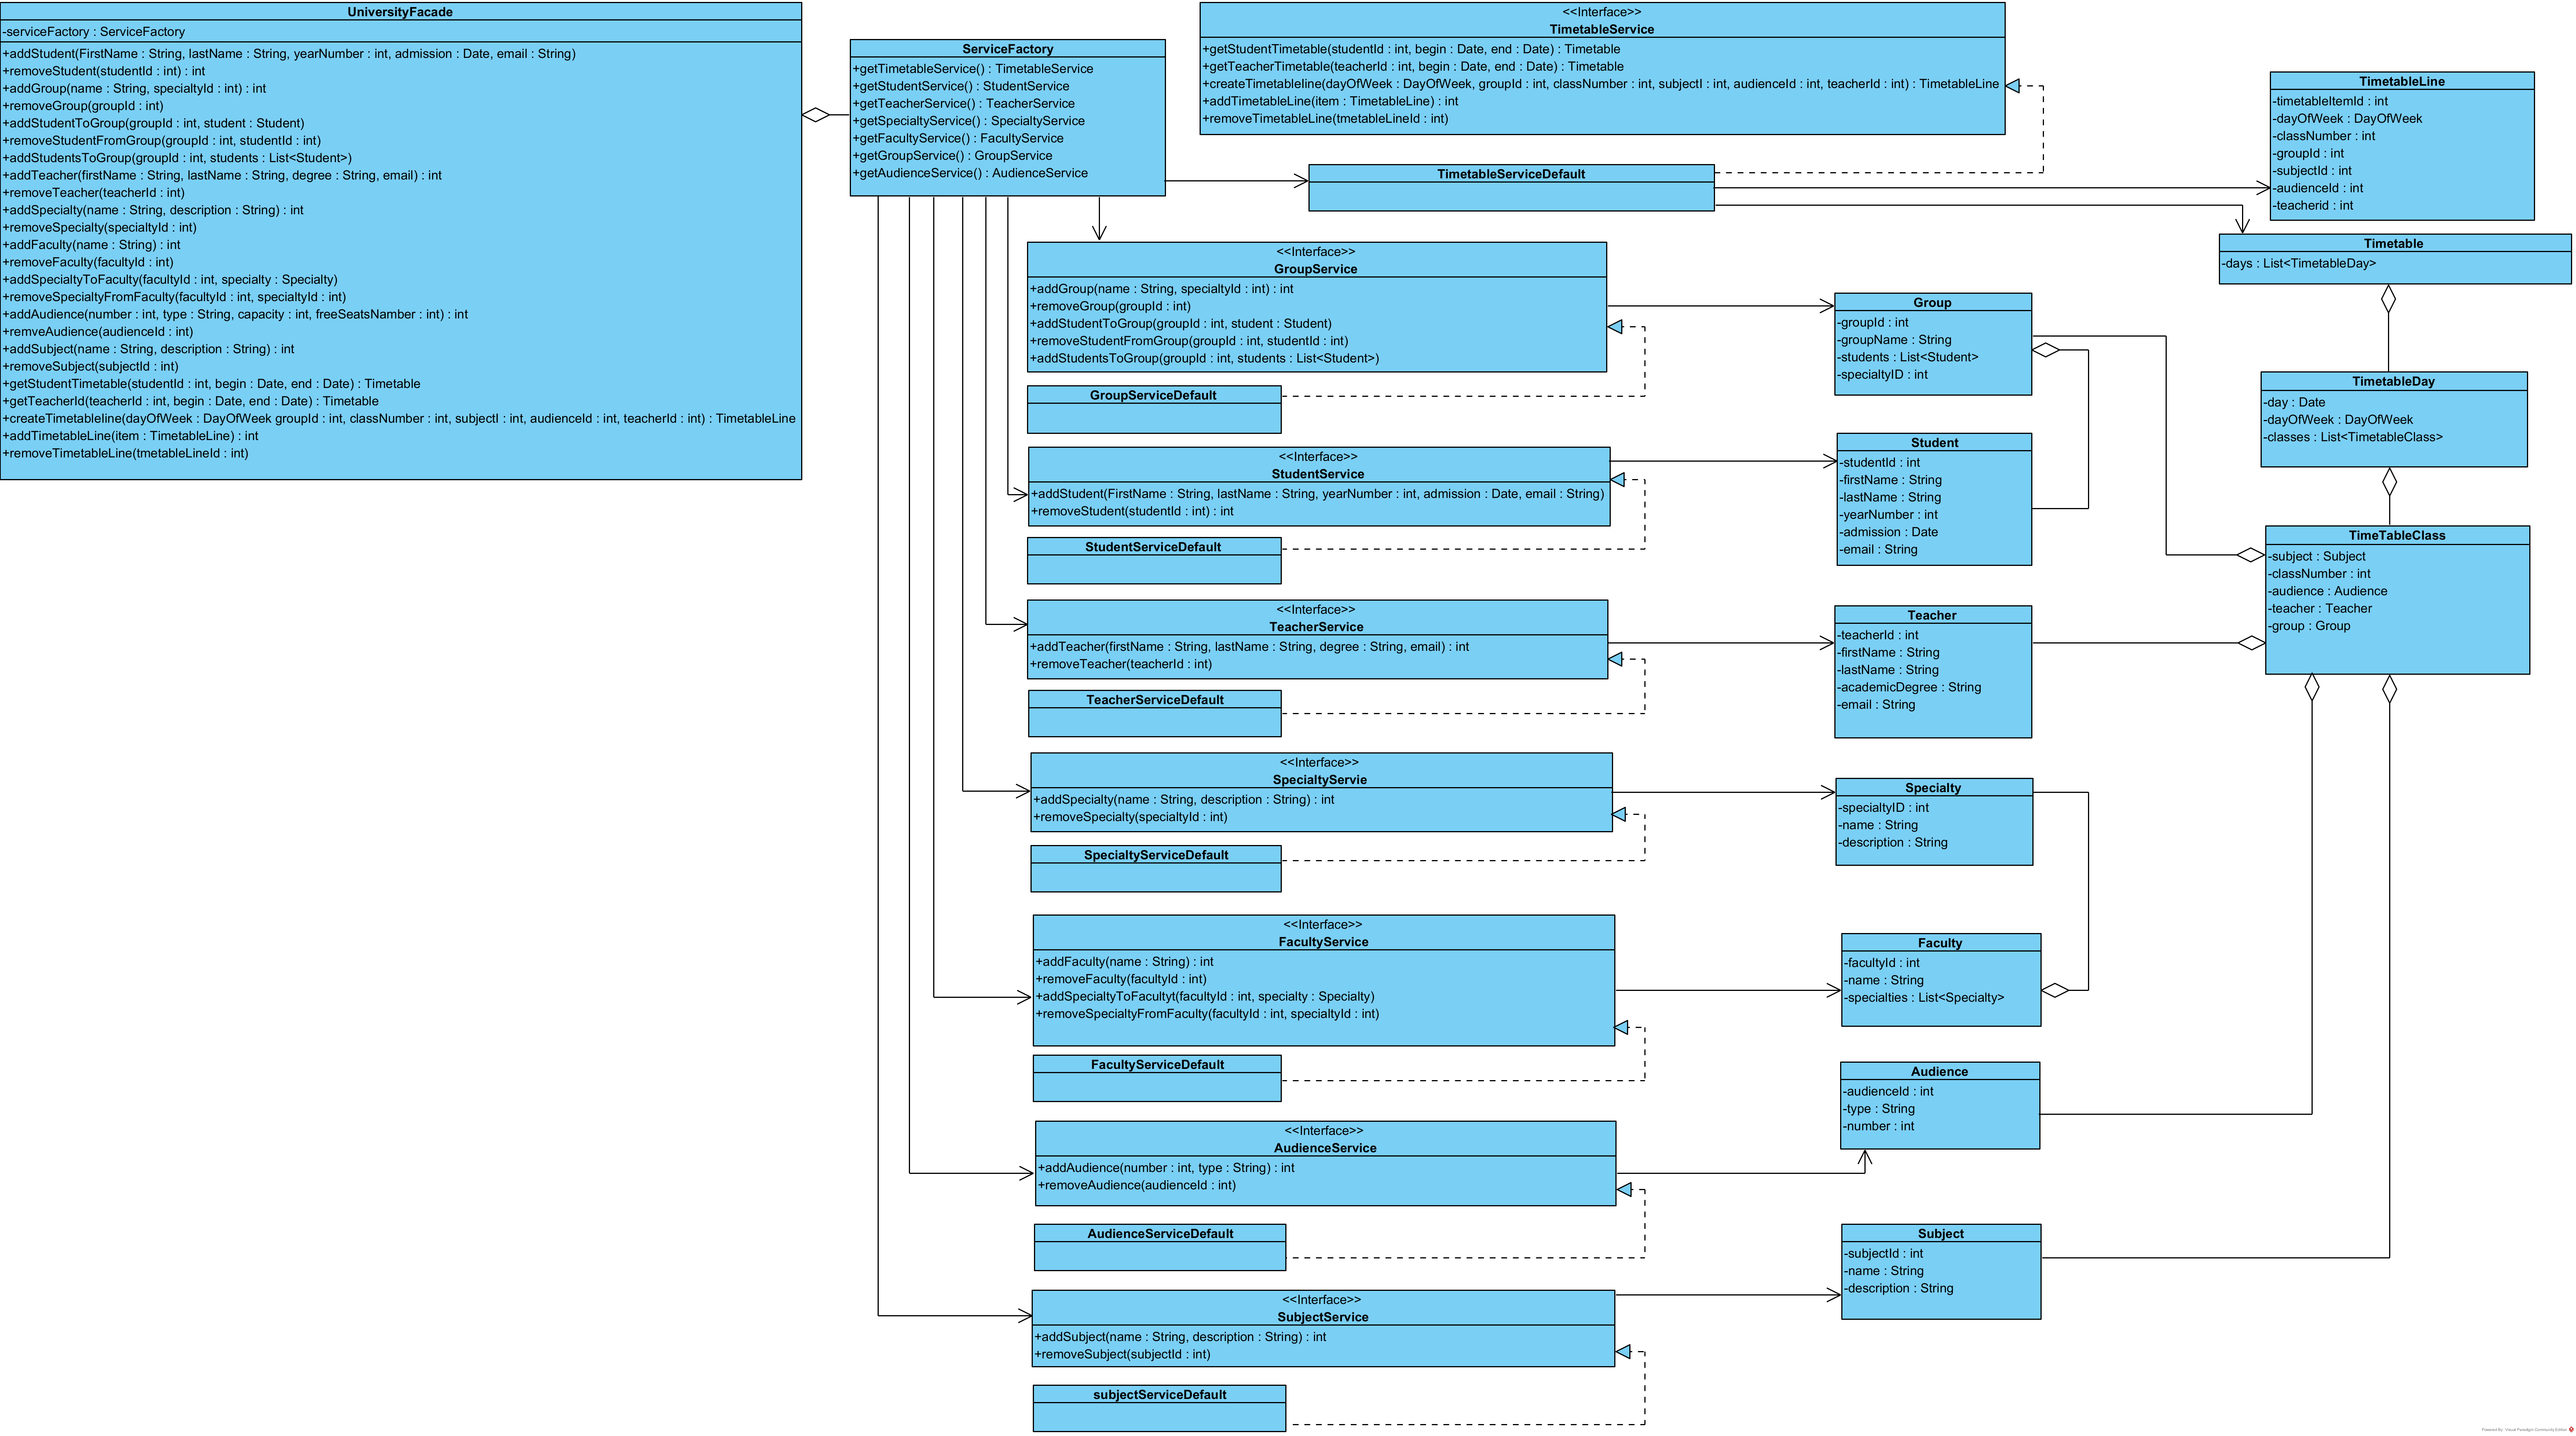 UniversityFacade
-serviceFactory : ServiceFactory
+addStudent(FirstName : String, lastName : String, yearNumber : int, admission : Date, email : String)
+removeStudent(studentId : int) : int
+addGroup(name : String, specialtyId : int) : int
+removeGroup(groupId : int)
+addStudentToGroup(groupId : int, student : Student)
+removeStudentFromGroup(groupId : int, studentId : int)
+addStudentsToGroup(groupId : int, students : List<Student>)
+addTeacher(firstName : String, lastName : String, degree : String, email) : int
+removeTeacher(teacherId : int)
+addSpecialty(name : String, description : String) : int
+removeSpecialty(specialtyId : int)
+addFaculty(name : String) : int
+removeFaculty(facultyId : int)
+addSpecialtyToFaculty(facultyId : int, specialty : Specialty)
+removeSpecialtyFromFaculty(facultyId : int, specialtyId : int)
+addAudience(number : int, type : String, capacity : int, freeSeatsNamber : int) : int
+remveAudience(audienceId : int)
+addSubject(name : String, description : String) : int
+removeSubject(subjectId : int)
+getStudentTimetable(studentId : int, begin : Date, end : Date) : Timetable
+getTeacherId(teacherId : int, begin : Date, end : Date) : Timetable
+createTimetableline(dayOfWeek : DayOfWeek groupId : int, classNumber : int, subjectI : int, audienceId : int, teacherId : int) : TimetableLine
+addTimetableLine(item : TimetableLine) : int
+removeTimetableLine(tmetableLineId : int)
ServiceFactory
+getTimetableService() : TimetableService
+getStudentService() : StudentService
+getTeacherService() : TeacherService
+getSpecialtyService() : SpecialtyService
+getFacultyService() : FacultyService
+getGroupService() : GroupService
+getAudienceService() : AudienceService
<<Interface>>
TimetableService
+getStudentTimetable(studentId : int, begin : Date, end : Date) : Timetable
+getTeacherTimetable(teacherId : int, begin : Date, end : Date) : Timetable
+createTimetableline(dayOfWeek : DayOfWeek, groupId : int, classNumber : int, subjectI : int, audienceId : int, teacherId : int) : TimetableLine
+addTimetableLine(item : TimetableLine) : int
+removeTimetableLine(tmetableLineId : int)
TimetableServiceDefault
TimetableLine
-timetableItemId : int
-dayOfWeek : DayOfWeek
-classNumber : int
-groupId : int
-subjectId : int
-audienceId : int
-teacherid : int
Timetable
-days : List<TimetableDay>
TimetableDay
-day : Date
-dayOfWeek : DayOfWeek
-classes : List<TimetableClass>
TimeTableClass
-subject : Subject
-classNumber : int
-audience : Audience
-teacher : Teacher
-group : Group
<<Interface>>
GroupService
+addGroup(name : String, specialtyId : int) : int
+removeGroup(groupId : int)
+addStudentToGroup(groupId : int, student : Student)
+removeStudentFromGroup(groupId : int, studentId : int)
+addStudentsToGroup(groupId : int, students : List<Student>)
GroupServiceDefault
Group
-groupId : int
-groupName : String
-students : List<Student>
-specialtyID : int
<<Interface>>
StudentService
+addStudent(FirstName : String, lastName : String, yearNumber : int, admission : Date, email : String)
+removeStudent(studentId : int) : int
StudentServiceDefault
Student
-studentId : int
-firstName : String
-lastName : String
-yearNumber : int
-admission : Date
-email : String
<<Interface>>
TeacherService
+addTeacher(firstName : String, lastName : String, degree : String, email) : int
+removeTeacher(teacherId : int)
TeacherServiceDefault
Teacher
-teacherId : int
-firstName : String
-lastName : String
-academicDegree : String
-email : String
<<Interface>>
SpecialtyServie
+addSpecialty(name : String, description : String) : int
+removeSpecialty(specialtyId : int)
SpecialtyServiceDefault
Specialty
-specialtyID : int
-name : String
-description : String
<<Interface>>
FacultyService
+addFaculty(name : String) : int
+removeFaculty(facultyId : int)
+addSpecialtyToFacultyt(facultyId : int, specialty : Specialty)
+removeSpecialtyFromFaculty(facultyId : int, specialtyId : int)
FacultyServiceDefault
Faculty
-facultyId : int
-name : String
-specialties : List<Specialty>
<<Interface>>
AudienceService
+addAudience(number : int, type : String) : int
+removeAudience(audienceId : int)
AudienceServiceDefault
Audience
-audienceId : int
-type : String
-number : int
<<Interface>>
SubjectService
+addSubject(name : String, description : String) : int
+removeSubject(subjectId : int)
subjectServiceDefault
Subject
-subjectId : int
-name : String
-description : String
Powered By: Visual Paradigm Community Edition